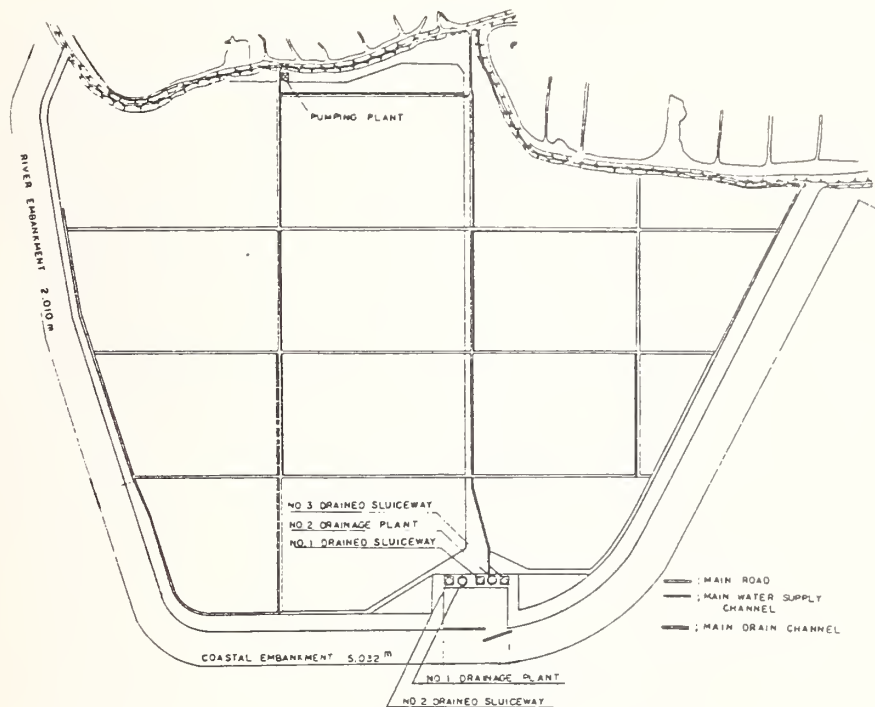 PUMPING PLANT
RIVER EMBANKMENT 2.010 m
NO 3 DRAINED SLUICEWAY
NO.2 DRAINAGE PLANT
NO.1 DRAINED SLUICEWAY
; MAIN ROAD
; MAIN WATER SUPPLY
CHANNEL
; MAIN DRAIN CHANNEL
COASTAL EMBANKMENT 5.032 m
NO.1 DRAINAGE PLANT
NO.2 DRAINED SLUICEWAY